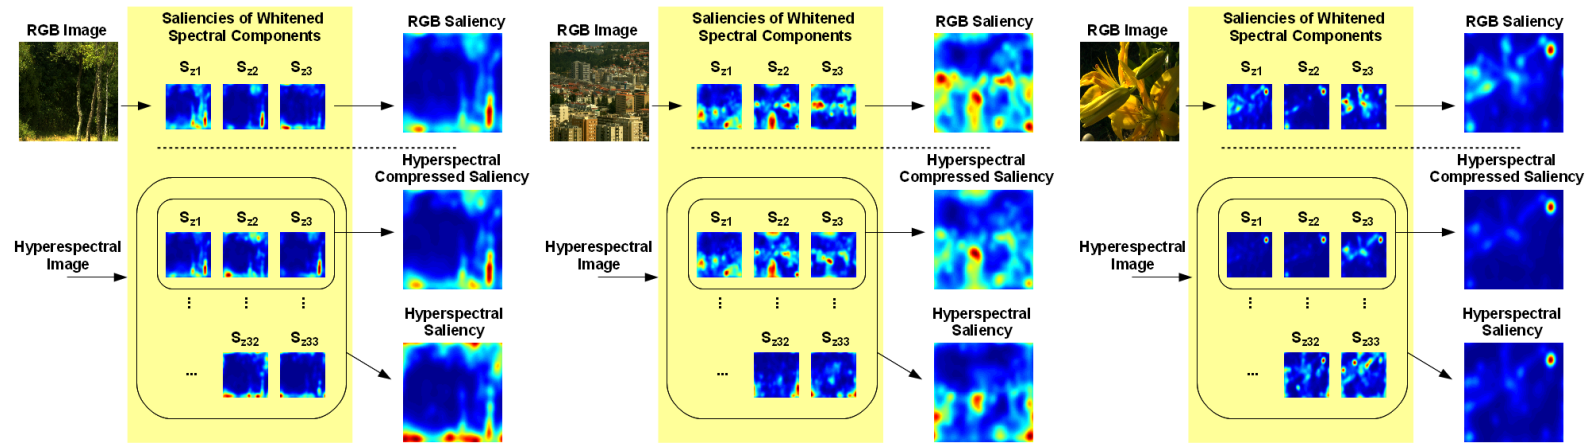 RGB Image
Saliencies of Whitened
Spectral Components
RGB Saliency
Sz1 Sz2 Sz3
Hyperspectral
Compressed Saliency
Hyperespectral
Image
Sz1 Sz2 Sz3
... ... ...
Hyperspectral
Saliency
Sz32 Sz33
...
RGB Image
Saliencies of Whitened
Spectral Components
RGB Saliency
Sz1 Sz2 Sz3
Hyperspectral
Compressed Saliency
Hyperespectral
Image
Sz1 Sz2 Sz3
... ... ...
Hyperspectral
Saliency
Sz32 Sz33
...
RGB Image
Saliencies of Whitened
Spectral Components
RGB Saliency
Sz1 Sz2 Sz3
Hyperspectral
Compressed Saliency
Hyperespectral
Image
Sz1 Sz2 Sz3
... ... ...
Hyperspectral
Saliency
Sz32 Sz33
...